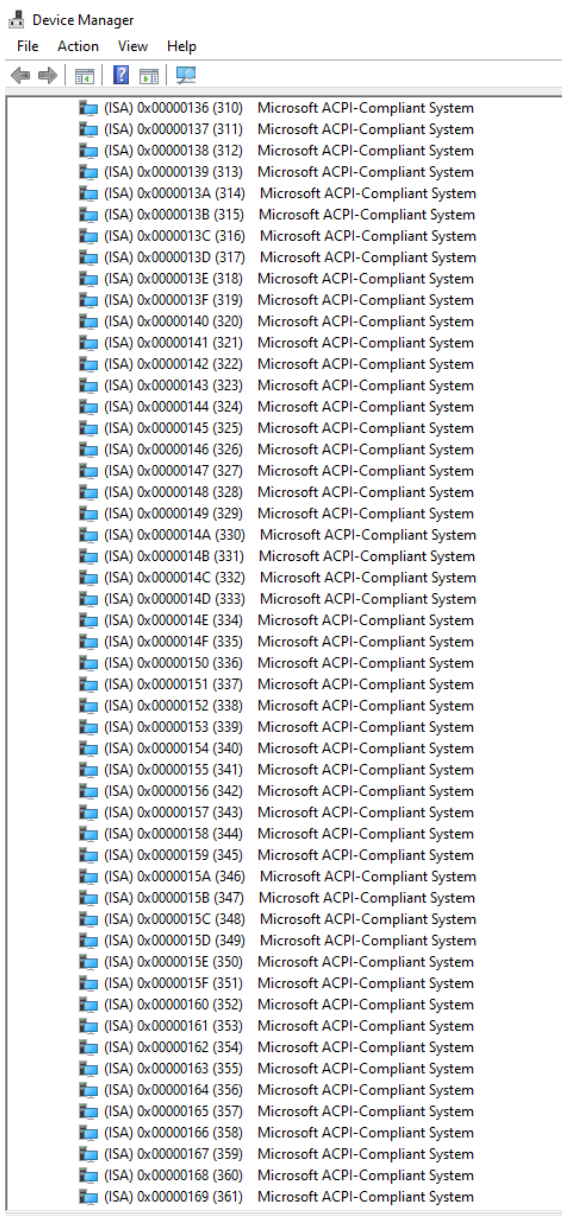 Device Manager
File Action View Help
(ISA) 0x00000136 (310) Microsoft ACPI-Compliant System
(ISA) 0x00000137 (311) Microsoft ACPI-Compliant System
(ISA) 0x00000138 (312) Microsoft ACPI-Compliant System
(ISA) 0x00000139 (313) Microsoft ACPI-Compliant System
(ISA) 0x0000013A (314) Microsoft ACPI-Compliant System
(ISA) 0x0000013B (315) Microsoft ACPI-Compliant System
(ISA) 0x0000013C (316) Microsoft ACPI-Compliant System
(ISA) 0x0000013D (317) Microsoft ACPI-Compliant System
(ISA) 0x0000013E (318) Microsoft ACPI-Compliant System
(ISA) 0x0000013F (319) Microsoft ACPI-Compliant System
(ISA) 0x00000140 (320) Microsoft ACPI-Compliant System
(ISA) 0x00000141 (321) Microsoft ACPI-Compliant System
(ISA) 0x00000142 (322) Microsoft ACPI-Compliant System
(ISA) 0x00000143 (323) Microsoft ACPI-Compliant System
(ISA) 0x00000144 (324) Microsoft ACPI-Compliant System
(ISA) 0x00000145 (325) Microsoft ACPI-Compliant System
(ISA) 0x00000146 (326) Microsoft ACPI-Compliant System
(ISA) 0x00000147 (327) Microsoft ACPI-Compliant System
(ISA) 0x00000148 (328) Microsoft ACPI-Compliant System
(ISA) 0x00000149 (329) Microsoft ACPI-Compliant System
(ISA) 0x0000014A (330) Microsoft ACPI-Compliant System
(ISA) 0x0000014B (331) Microsoft ACPI-Compliant System
(ISA) 0x0000014C (332) Microsoft ACPI-Compliant System
(ISA) 0x0000014D (333) Microsoft ACPI-Compliant System
(ISA) 0x0000014E (334) Microsoft ACPI-Compliant System
(ISA) 0x0000014F (335) Microsoft ACPI-Compliant System
(ISA) 0x00000150 (336) Microsoft ACPI-Compliant System
(ISA) 0x00000151 (337) Microsoft ACPI-Compliant System
(ISA) 0x00000152 (338) Microsoft ACPI-Compliant System
(ISA) 0x00000153 (339) Microsoft ACPI-Compliant System
(ISA) 0x00000154 (340) Microsoft ACPI-Compliant System
(ISA) 0x00000155 (341) Microsoft ACPI-Compliant System
(ISA) 0x00000156 (342) Microsoft ACPI-Compliant System
(ISA) 0x00000157 (343) Microsoft ACPI-Compliant System
(ISA) 0x00000158 (344) Microsoft ACPI-Compliant System
(ISA) 0x00000159 (345) Microsoft ACPI-Compliant System
(ISA) 0x0000015A (346) Microsoft ACPI-Compliant System
(ISA) 0x0000015B (347) Microsoft ACPI-Compliant System
(ISA) 0x0000015C (348) Microsoft ACPI-Compliant System
(ISA) 0x0000015D (349) Microsoft ACPI-Compliant System
(ISA) 0x0000015E (350) Microsoft ACPI-Compliant System
(ISA) 0x0000015F (351) Microsoft ACPI-Compliant System
(ISA) 0x00000160 (352) Microsoft ACPI-Compliant System
(ISA) 0x00000161 (353) Microsoft ACPI-Compliant System
(ISA) 0x00000162 (354) Microsoft ACPI-Compliant System
(ISA) 0x00000163 (355) Microsoft ACPI-Compliant System
(ISA) 0x00000164 (356) Microsoft ACPI-Compliant System
(ISA) 0x00000165 (357) Microsoft ACPI-Compliant System
(ISA) 0x00000166 (358) Microsoft ACPI-Compliant System
(ISA) 0x00000167 (359) Microsoft ACPI-Compliant System
(ISA) 0x00000168 (360) Microsoft ACPI-Compliant System
(ISA) 0x00000169 (361) Microsoft ACPI-Compliant System